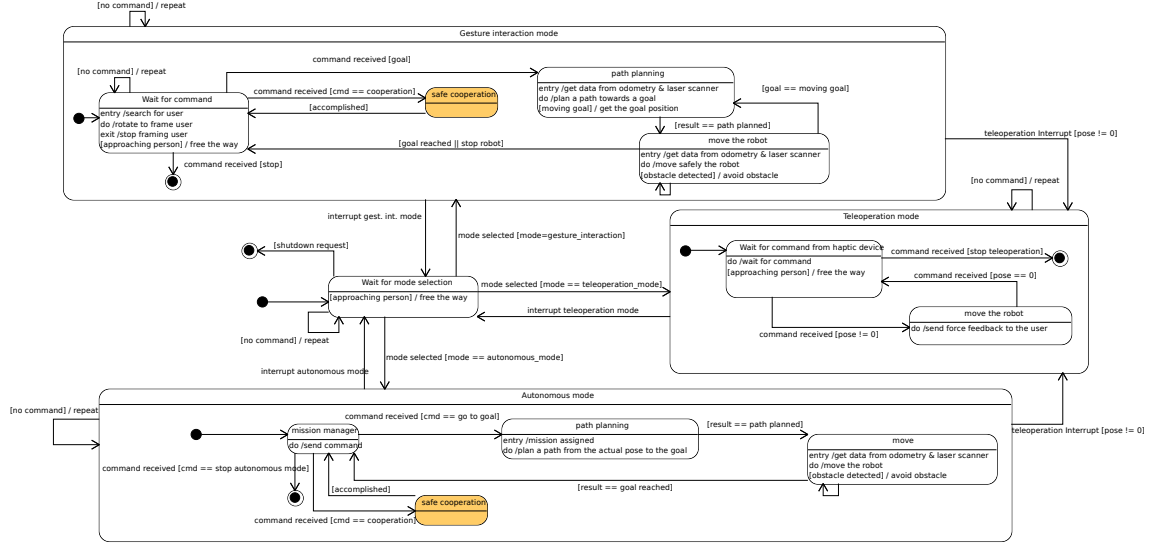 [no command] / repeat
Gesture interaction mode
command received [goal]
[no command] / repeat
path planning
entry /get data from odometry & laser scanner
do /plan a path towards a goal
[moving goal] / get the goal position
[goal == moving goal]
command received [cmd == cooperation]
safe cooperation
Wait for command
entry /search for user
do /rotate to frame user
exit /stop framing user
[approaching person] / free the way
[accomplished]
[result == path planned]
teleoperation Interrupt [pose != 0]
[goal reached || stop robot]
move the robot
entry /get data from odometry & laser scanner
do /move safely the robot
[obstacle detected] / avoid obstacle
command received [stop]
[no command] / repeat
interrupt gest. int. mode
mode selected [mode=gesture_interaction]
Teleoperation mode
[shutdown request]
Wait for command from haptic device
do /wait for command
[approaching person] / free the way
command received [stop teleoperation]
command received [pose == 0]
Wait for mode selection
[approaching person] / free the way
mode selected [mode == teleoperation_mode]
interrupt teleoperation mode
move the robot
do /send force feedback to the user
command received [pose != 0]
[no command] / repeat
mode selected [mode == autonomous_mode]
interrupt autonomous mode
Autonomous mode
[no command] / repeat
command received [cmd == go to goal]
teleoperation Interrupt [pose != 0]
mission manager
do /send command
path planning
entry /mission assigned
do /plan a path from the actual pose to the goal
[result == path planned]
move
entry /get data from odometry & laser scanner
do /move the robot
[obstacle detected] / avoid obstacle
command received [cmd == stop autonomous mode]
[accomplished]
[result == goal reached]
safe cooperation
command received [cmd == cooperation]